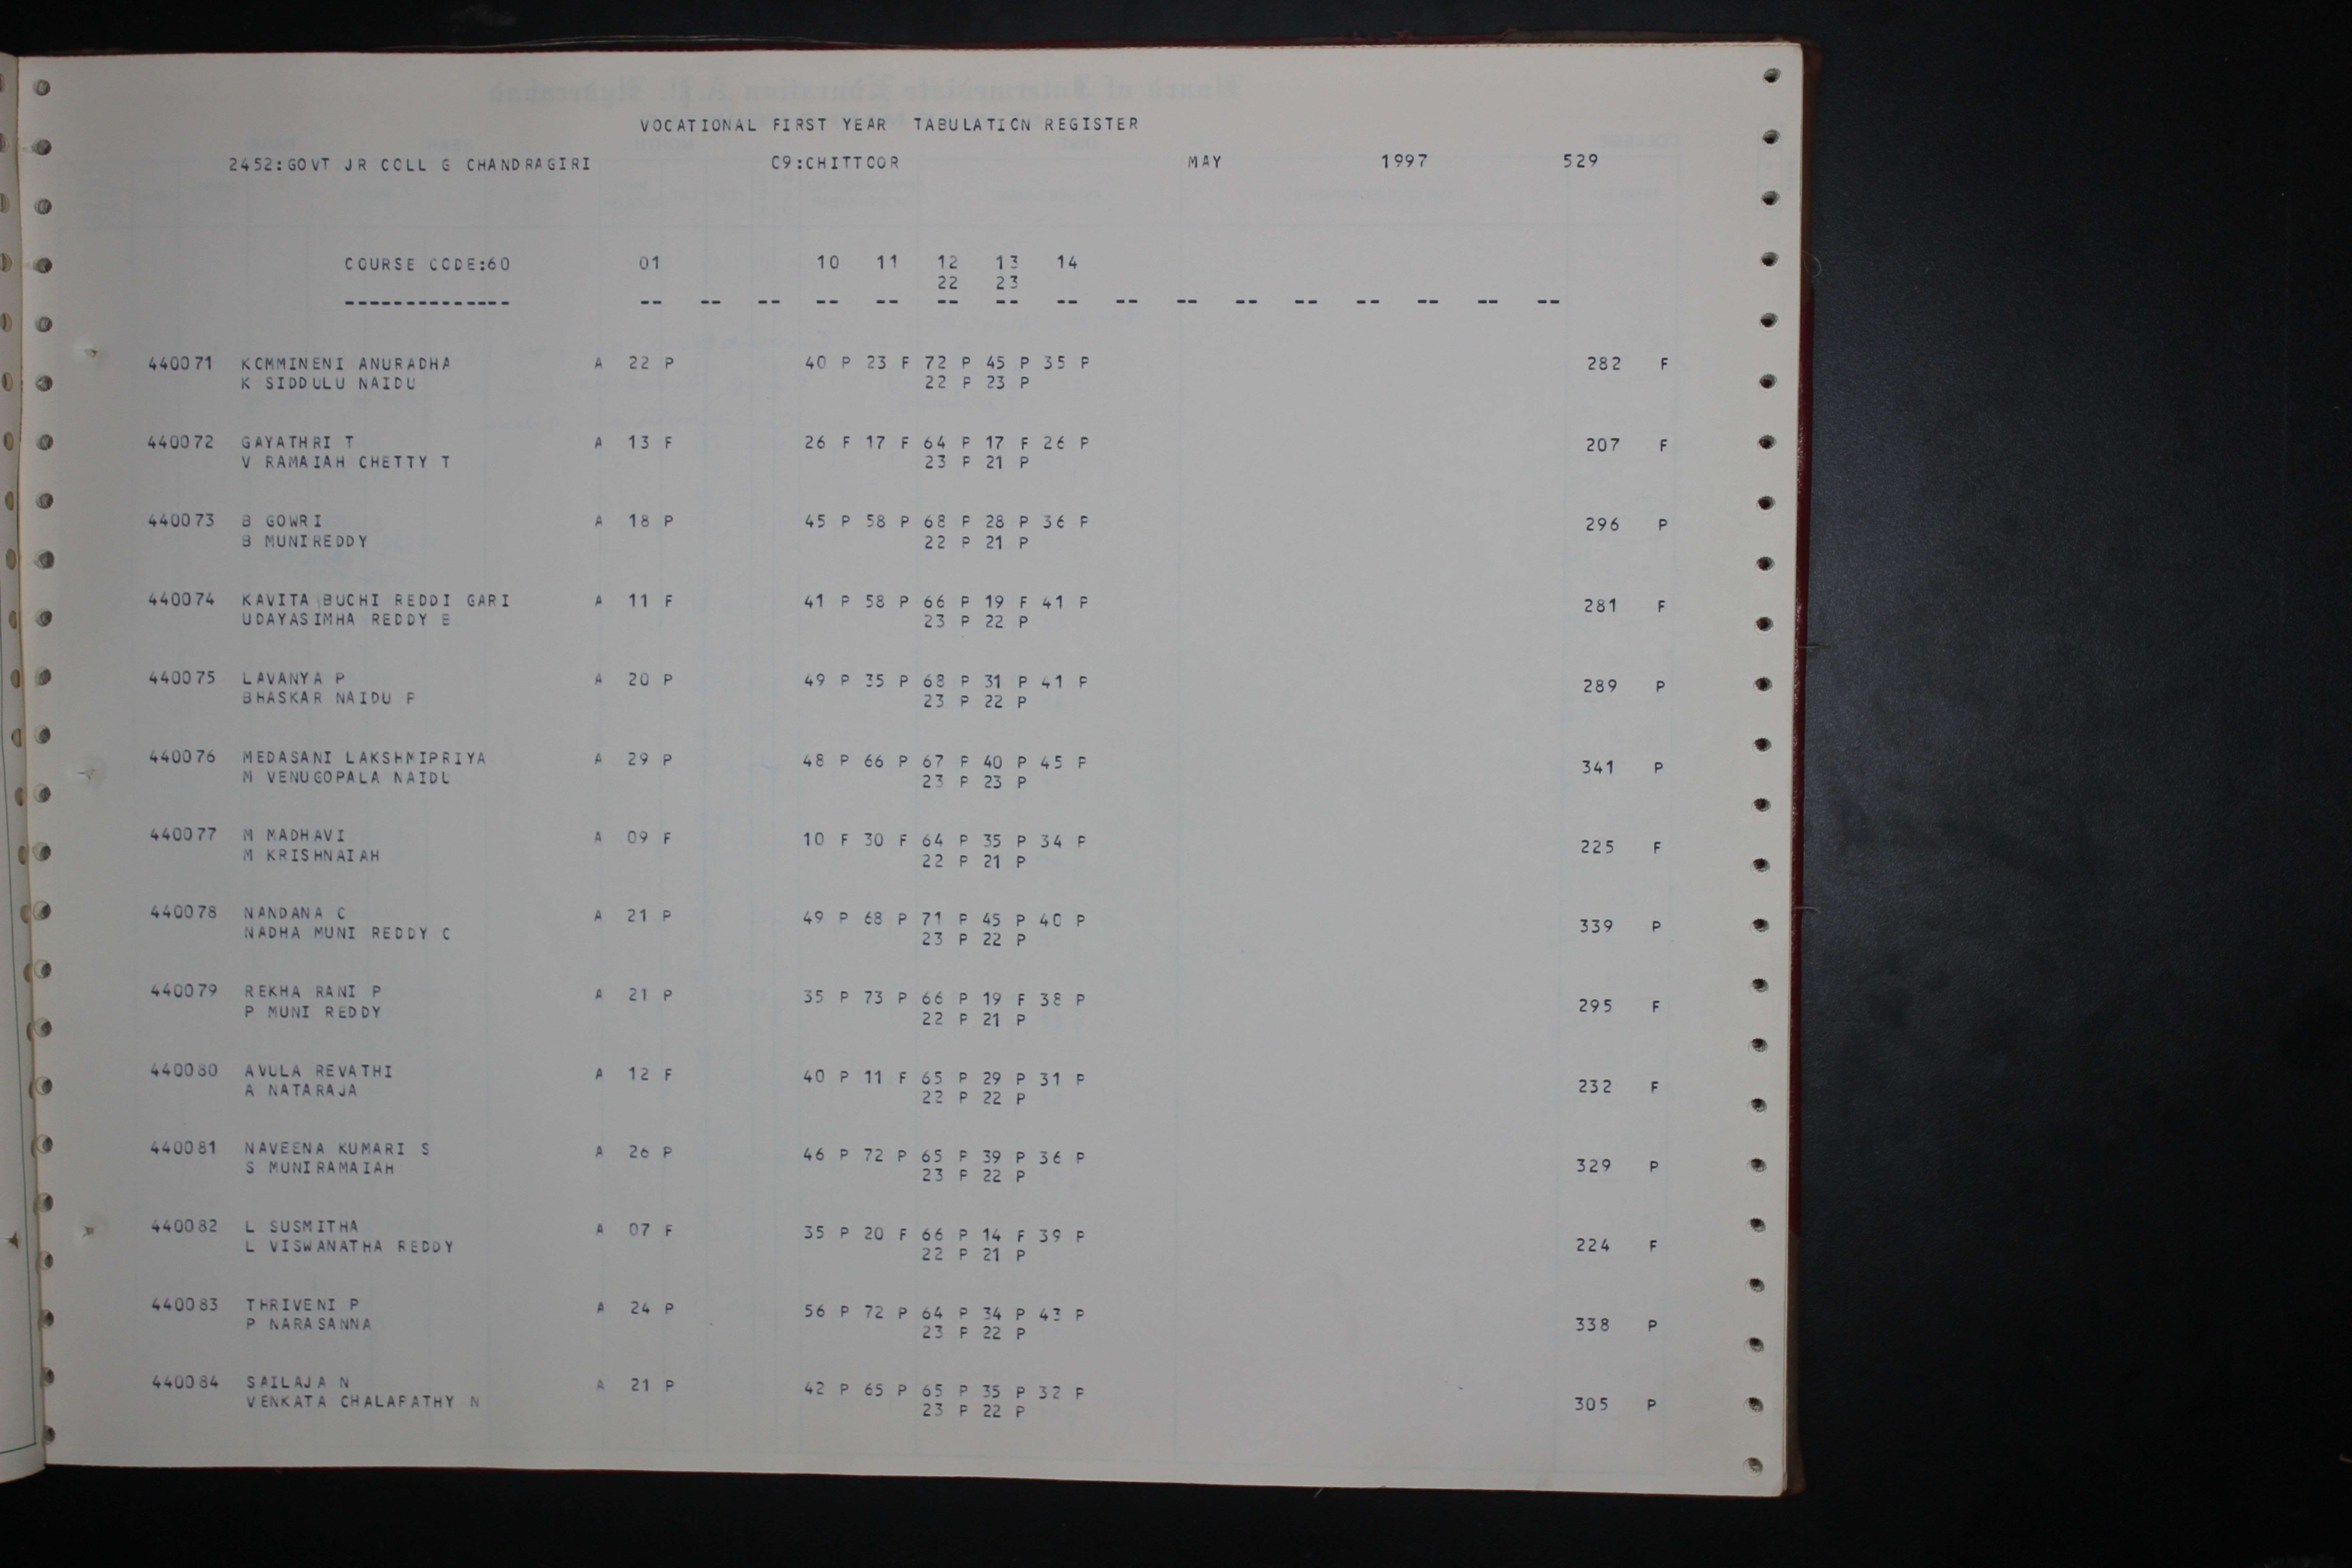 VOCATIONAL FIRST YEAR TABULATION REGISTER
2452:GOVT JR COLL G CHANDRAGIRI C9:CHITTOOR MAY 1997 529
COURSE CODE:60 01 10 11 12 13 14
22 23
-------------- -- -- -- -- -- -- -- -- -- -- -- -- -- -- -- --
440071 KOMMINENI ANURADHA A 22 P 40 P 23 F 72 P 45 P 35 P 282 F
K SIDDULU NAIDU 22 P 23 P
440072 GAYATHRI T A 13 F 26 F 17 F 64 P 17 F 26 P 207 F
V RAMAIAH CHETTY T 23 P 21 P
440073 B GOWRI A 18 P 45 P 58 P 68 P 28 P 36 P 296 P
B MUNIREDDY 22 P 21 P
440074 KAVITA BUCHI REDDI GARI A 11 F 41 P 58 P 66 P 19 F 41 P 281 F
UDAYASIMHA REDDY B 23 P 22 P
440075 LAVANYA P A 20 P 49 P 35 P 68 P 31 P 41 P 289 P
BHASKAR NAIDU P 23 P 22 P
440076 MEDASANI LAKSHMIPRIYA A 29 P 48 P 66 P 67 P 40 P 45 P 341 P
M VENUGOPALA NAIDU 23 P 23 P
440077 M MADHAVI A 09 F 10 F 30 F 64 P 35 P 34 P 225 F
M KRISHNAIAH 22 P 21 P
440078 NANDANA C A 21 P 49 P 68 P 71 P 45 P 40 P 339 P
NADHA MUNI REDDY C 23 P 22 P
440079 REKHA RANI P A 21 P 35 P 73 P 66 P 19 F 38 P 295 F
P MUNI REDDY 22 P 21 P
440080 AVULA REVATHI A 12 F 40 P 11 F 65 P 29 P 31 P 232 F
A NATARAJA 22 P 22 P
440081 NAVEENA KUMARI S A 26 P 46 P 72 P 65 P 39 P 36 P 329 P
S MUNIRAMAIAH 23 P 22 P
440082 L SUSMITHA A 07 F 35 P 20 F 66 P 14 F 39 P 224 F
L VISWANATHA REDDY 22 P 21 P
440083 THRIVENI P A 24 P 56 P 72 P 64 P 34 P 43 P 338 P
P NARASANNA 23 P 22 P
440084 SAILAJA N A 21 P 42 P 65 P 65 P 35 P 32 P 305 P
VENKATA CHALAPATHY N 23 P 22 P